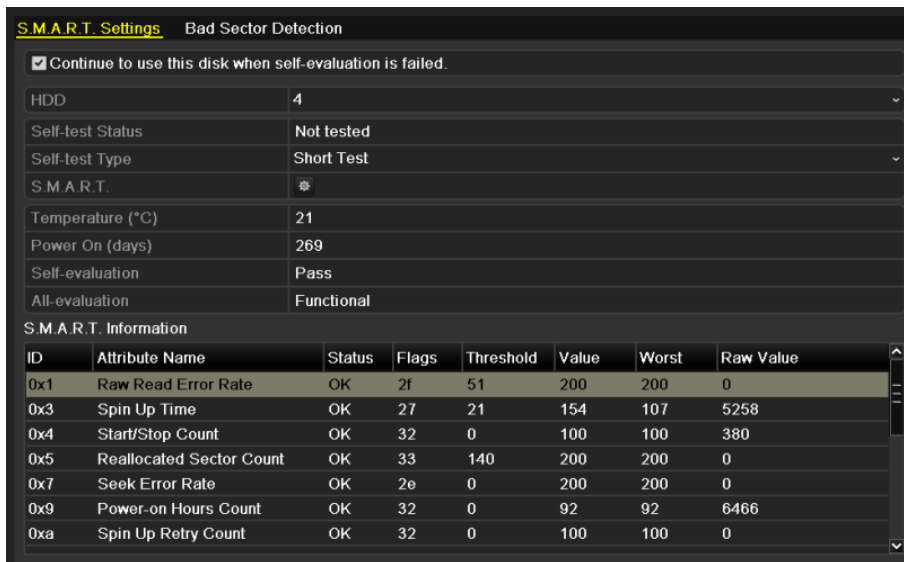 S.M.A.R.T. Settings Bad Sector Detection
Continue to use this disk when self-evaluation is failed.
HDD 4
Self-test Status Not tested
Self-test Type Short Test
S.M.A.R.T.
Temperature (°C) 21
Power On (days) 269
Self-evaluation Pass
All-evaluation Functional
S.M.A.R.T. Information
ID Attribute Name Status Flags Threshold Value Worst Raw Value
0x1 Raw Read Error Rate OK 2f 51 200 200 0
0x3 Spin Up Time OK 27 21 154 107 5258
0x4 Start/Stop Count OK 32 0 100 100 380
0x5 Reallocated Sector Count OK 33 140 200 200 0
0x7 Seek Error Rate OK 2e 0 200 200 0
0x9 Power-on Hours Count OK 32 0 92 92 6466
0xa Spin Up Retry Count OK 32 0 100 100 0